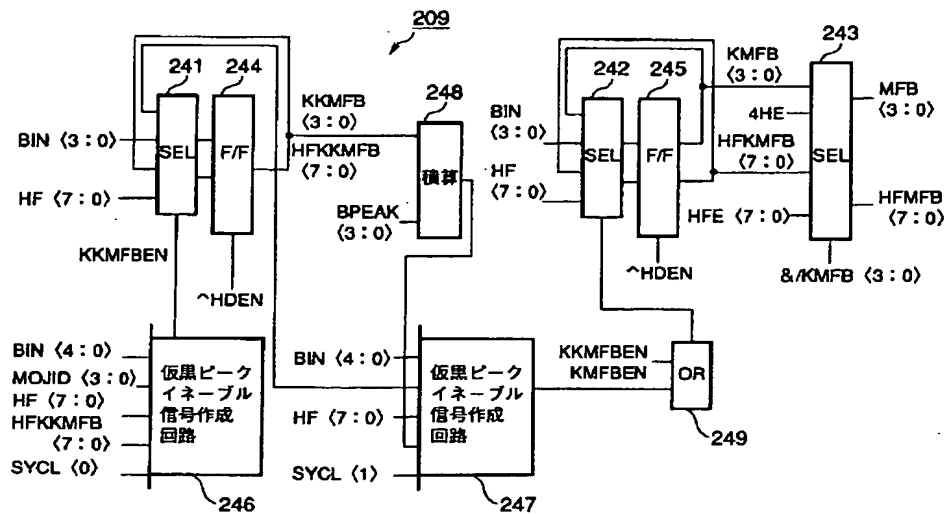 209
241
244
BIN 〈3:0〉
HF 〈7:0〉
SEL
F/F
KKMFB
〈3:0〉
HFKKMFB
〈7:0〉
KKMFBEN
^HDEN
248
積算
BPEAK
〈3:0〉
242
245
BIN
〈3:0〉
HF
〈7:0〉
SEL
F/F
^HDEN
KMFB
〈3:0〉
4HE
HFKMFB
〈7:0〉
HFE 〈7:0〉
243
SEL
MFB
〈3:0〉
HFMFB
〈7:0〉
&/KMFB 〈3:0〉
BIN 〈4:0〉
MOJID 〈3:0〉
HF 〈7:0〉
HFKKMFB
〈7:0〉
SYCL 〈0〉
仮黒ピーク
イネーブル
信号作成
回路
246
BIN 〈4:0〉
HF 〈7:0〉
SYCL 〈1〉
仮黒ピーク
イネーブル
信号作成
回路
247
KKMFBEN
KMFBEN
OR
249